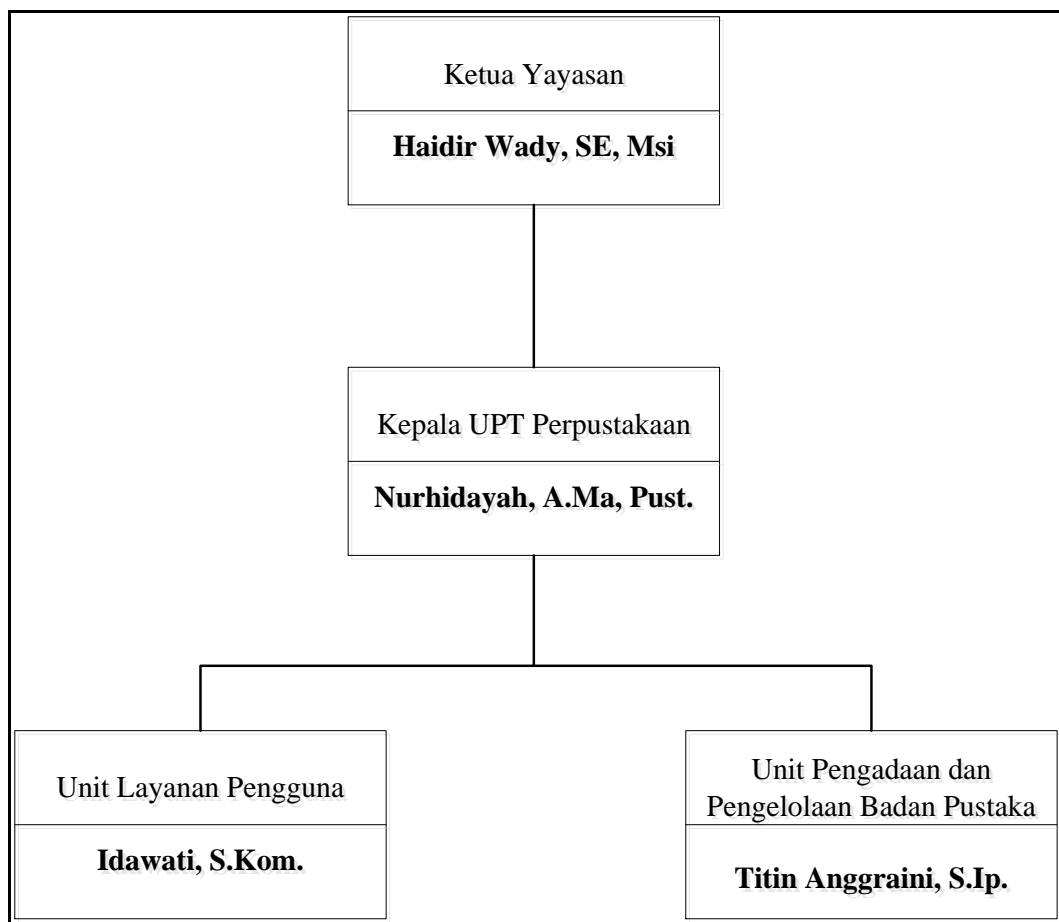 Ketua Yayasan
Haidir Wady, SE, Msi
Kepala UPT Perpustakaan
Nurhidayah, A.Ma, Pust.
Unit Layanan Pengguna
Idawati, S.Kom.
Unit Pengadaan dan
Pengelolaan Badan Pustaka
Titin Anggraini, S.Ip.